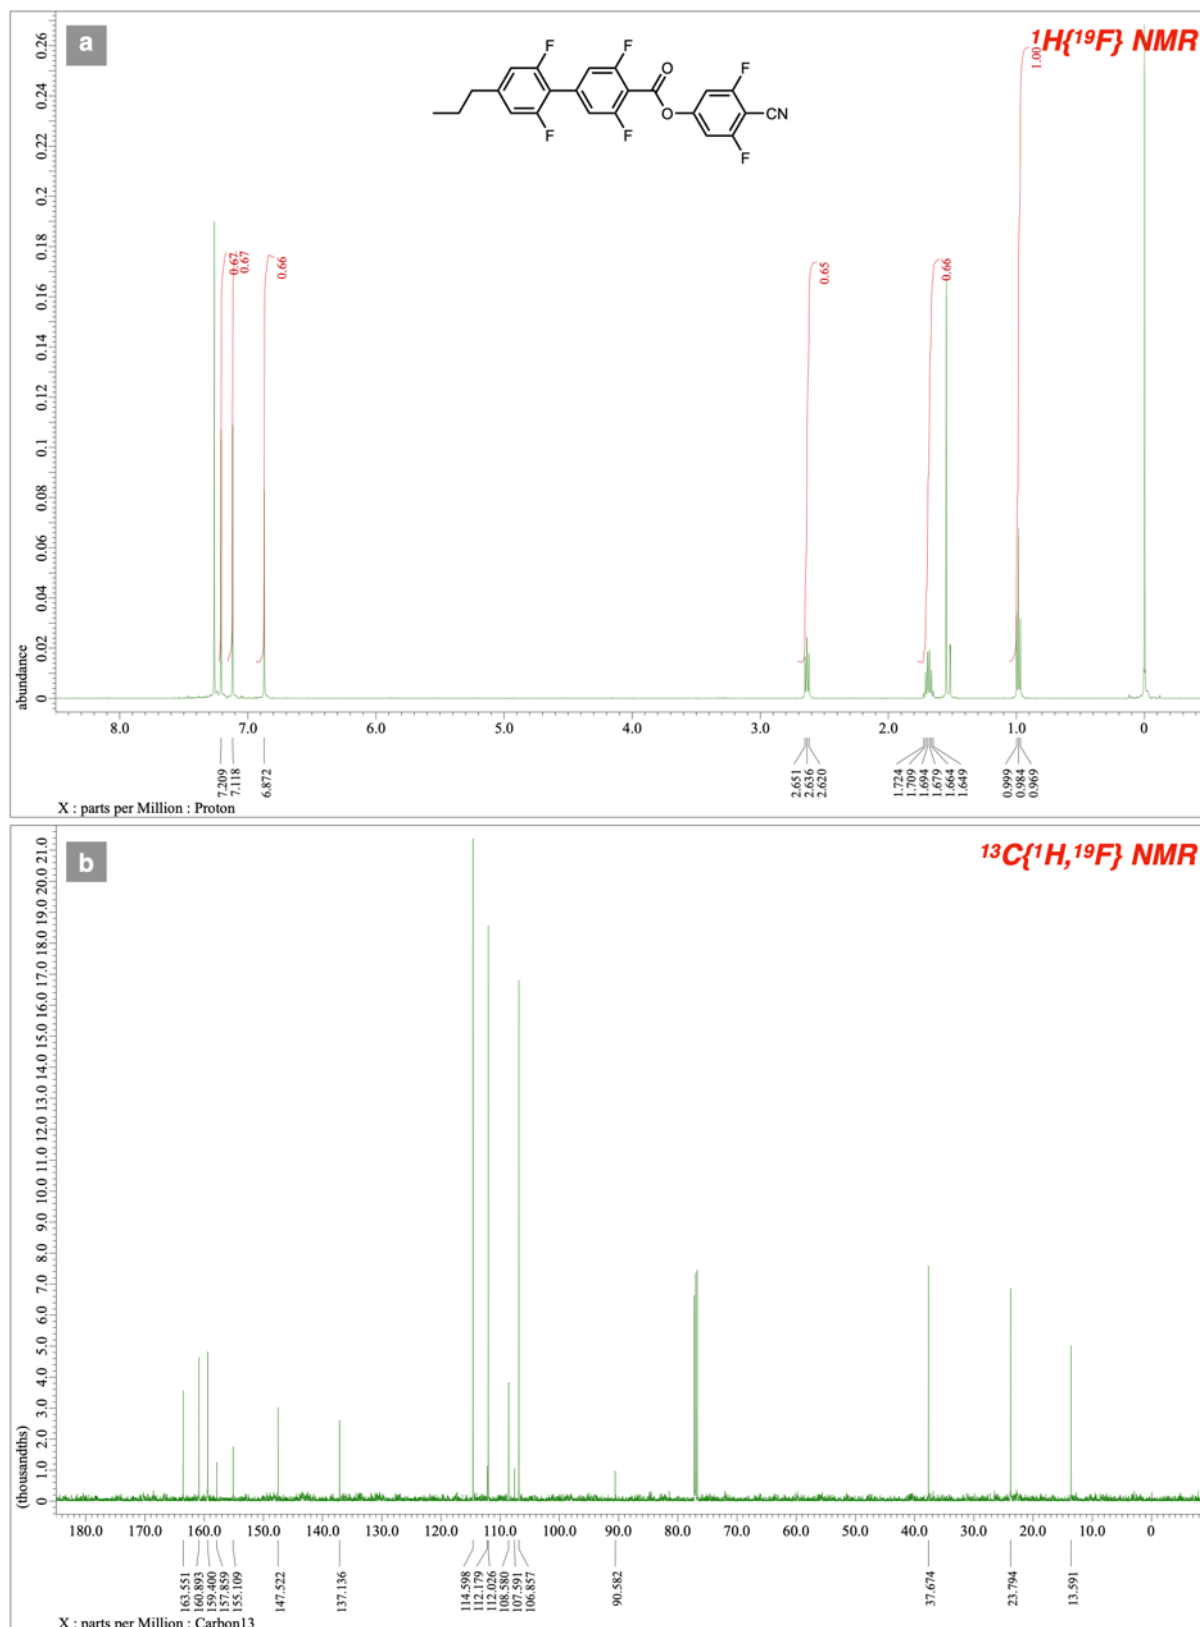 a
¹H{¹⁹F} NMR
F
F
O
F
O
CN
F
F
F
abundance
0 0.02 0.04 0.06 0.08 0.1 0.12 0.14 0.16 0.18 0.2 0.22 0.24 0.26
0.67
0.67
0.66
0.65
0.66
1.00
8.0 7.0 6.0 5.0 4.0 3.0 2.0 1.0 0
7.209
7.118
6.872
2.651
2.636
2.620
1.724
1.709
1.694
1.679
1.664
1.649
0.999
0.984
0.969
X : parts per Million : Proton
b
¹³C{¹H,¹⁹F} NMR
(thousandths)
0 1.0 2.0 3.0 4.0 5.0 6.0 7.0 8.0 9.0 10.0 11.0 12.0 13.0 14.0 15.0 16.0 17.0 18.0 19.0 20.0 21.0
180.0 170.0 160.0 150.0 140.0 130.0 120.0 110.0 100.0 90.0 80.0 70.0 60.0 50.0 40.0 30.0 20.0 10.0 0
163.551
160.893
159.400
157.859
155.109
147.522
137.136
114.598
112.179
112.026
108.580
107.591
106.857
90.582
37.674
23.794
13.591
X : parts per Million : Carbon13